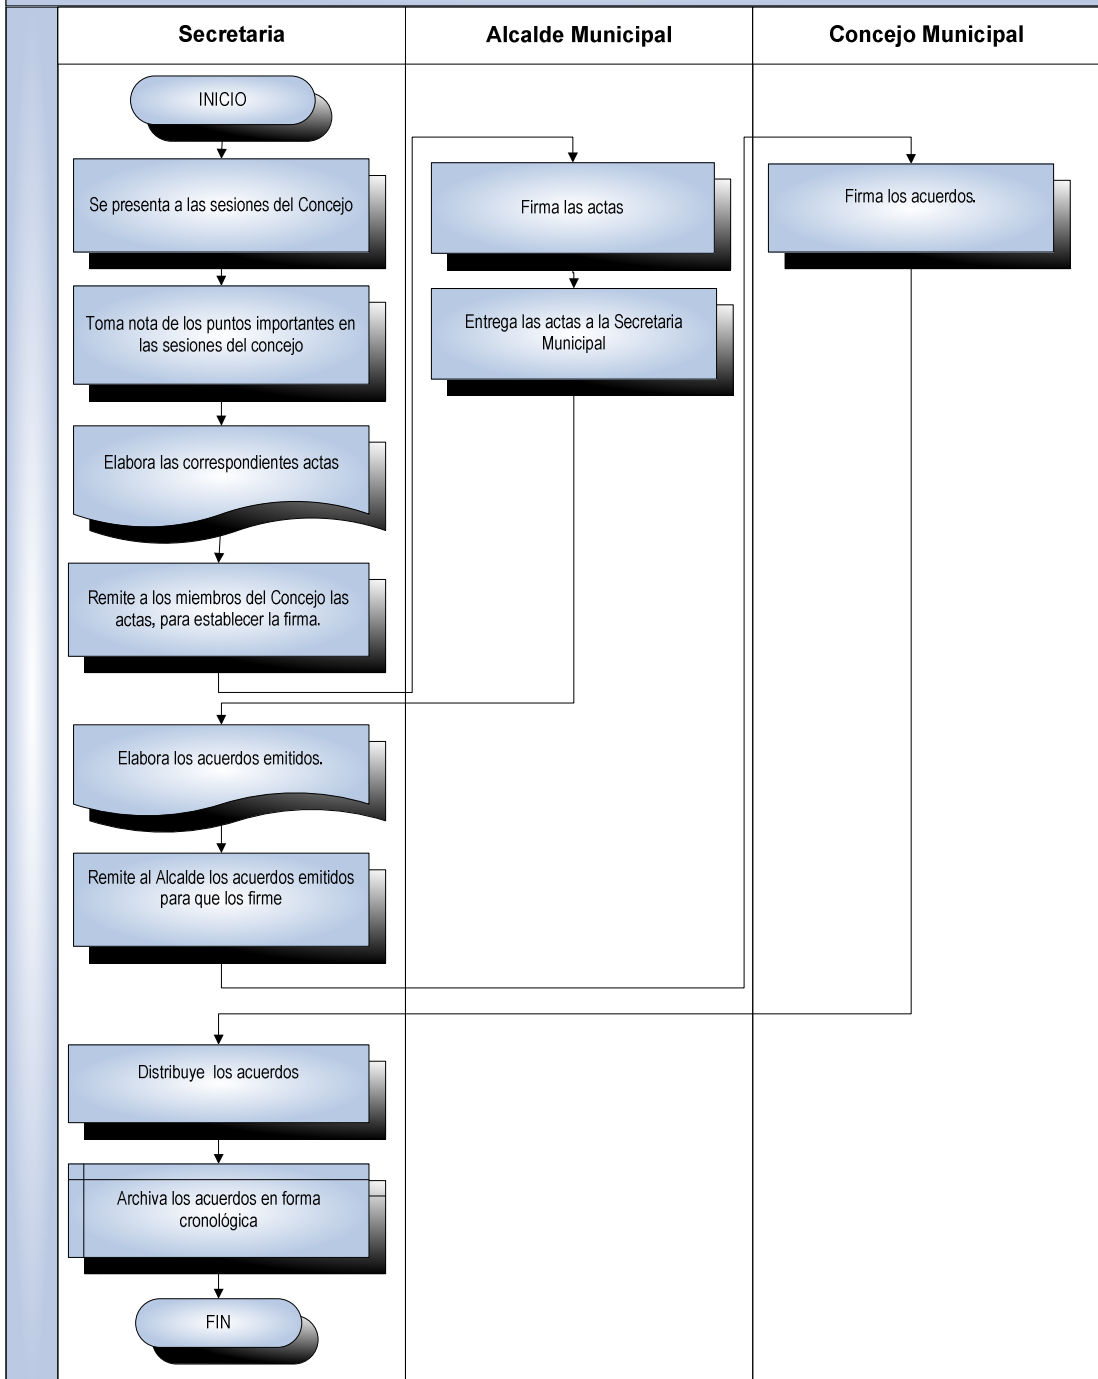 Secretaria
Alcalde Municipal
Concejo Municipal
INICIO
Se presenta a las sesiones del Concejo
Toma nota de los puntos importantes en
las sesiones del concejo
Elabora las correspondientes actas
Remite a los miembros del Concejo las
actas, para establecer la firma.
Firma las actas
Entrega las actas a la Secretaria
Municipal
Elabora los acuerdos emitidos.
Remite al Alcalde los acuerdos emitidos
para que los firme
Firma los acuerdos.
Distribuye los acuerdos
Archiva los acuerdos en forma
cronológica
FIN